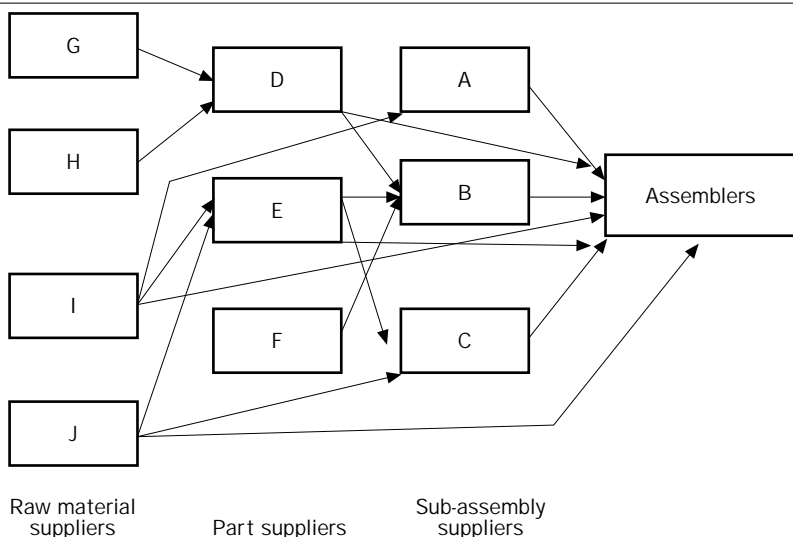 G
D
A
H
E
B
Assemblers
I
F
C
J
Raw material
suppliers
Part suppliers
Sub-assembly
suppliers